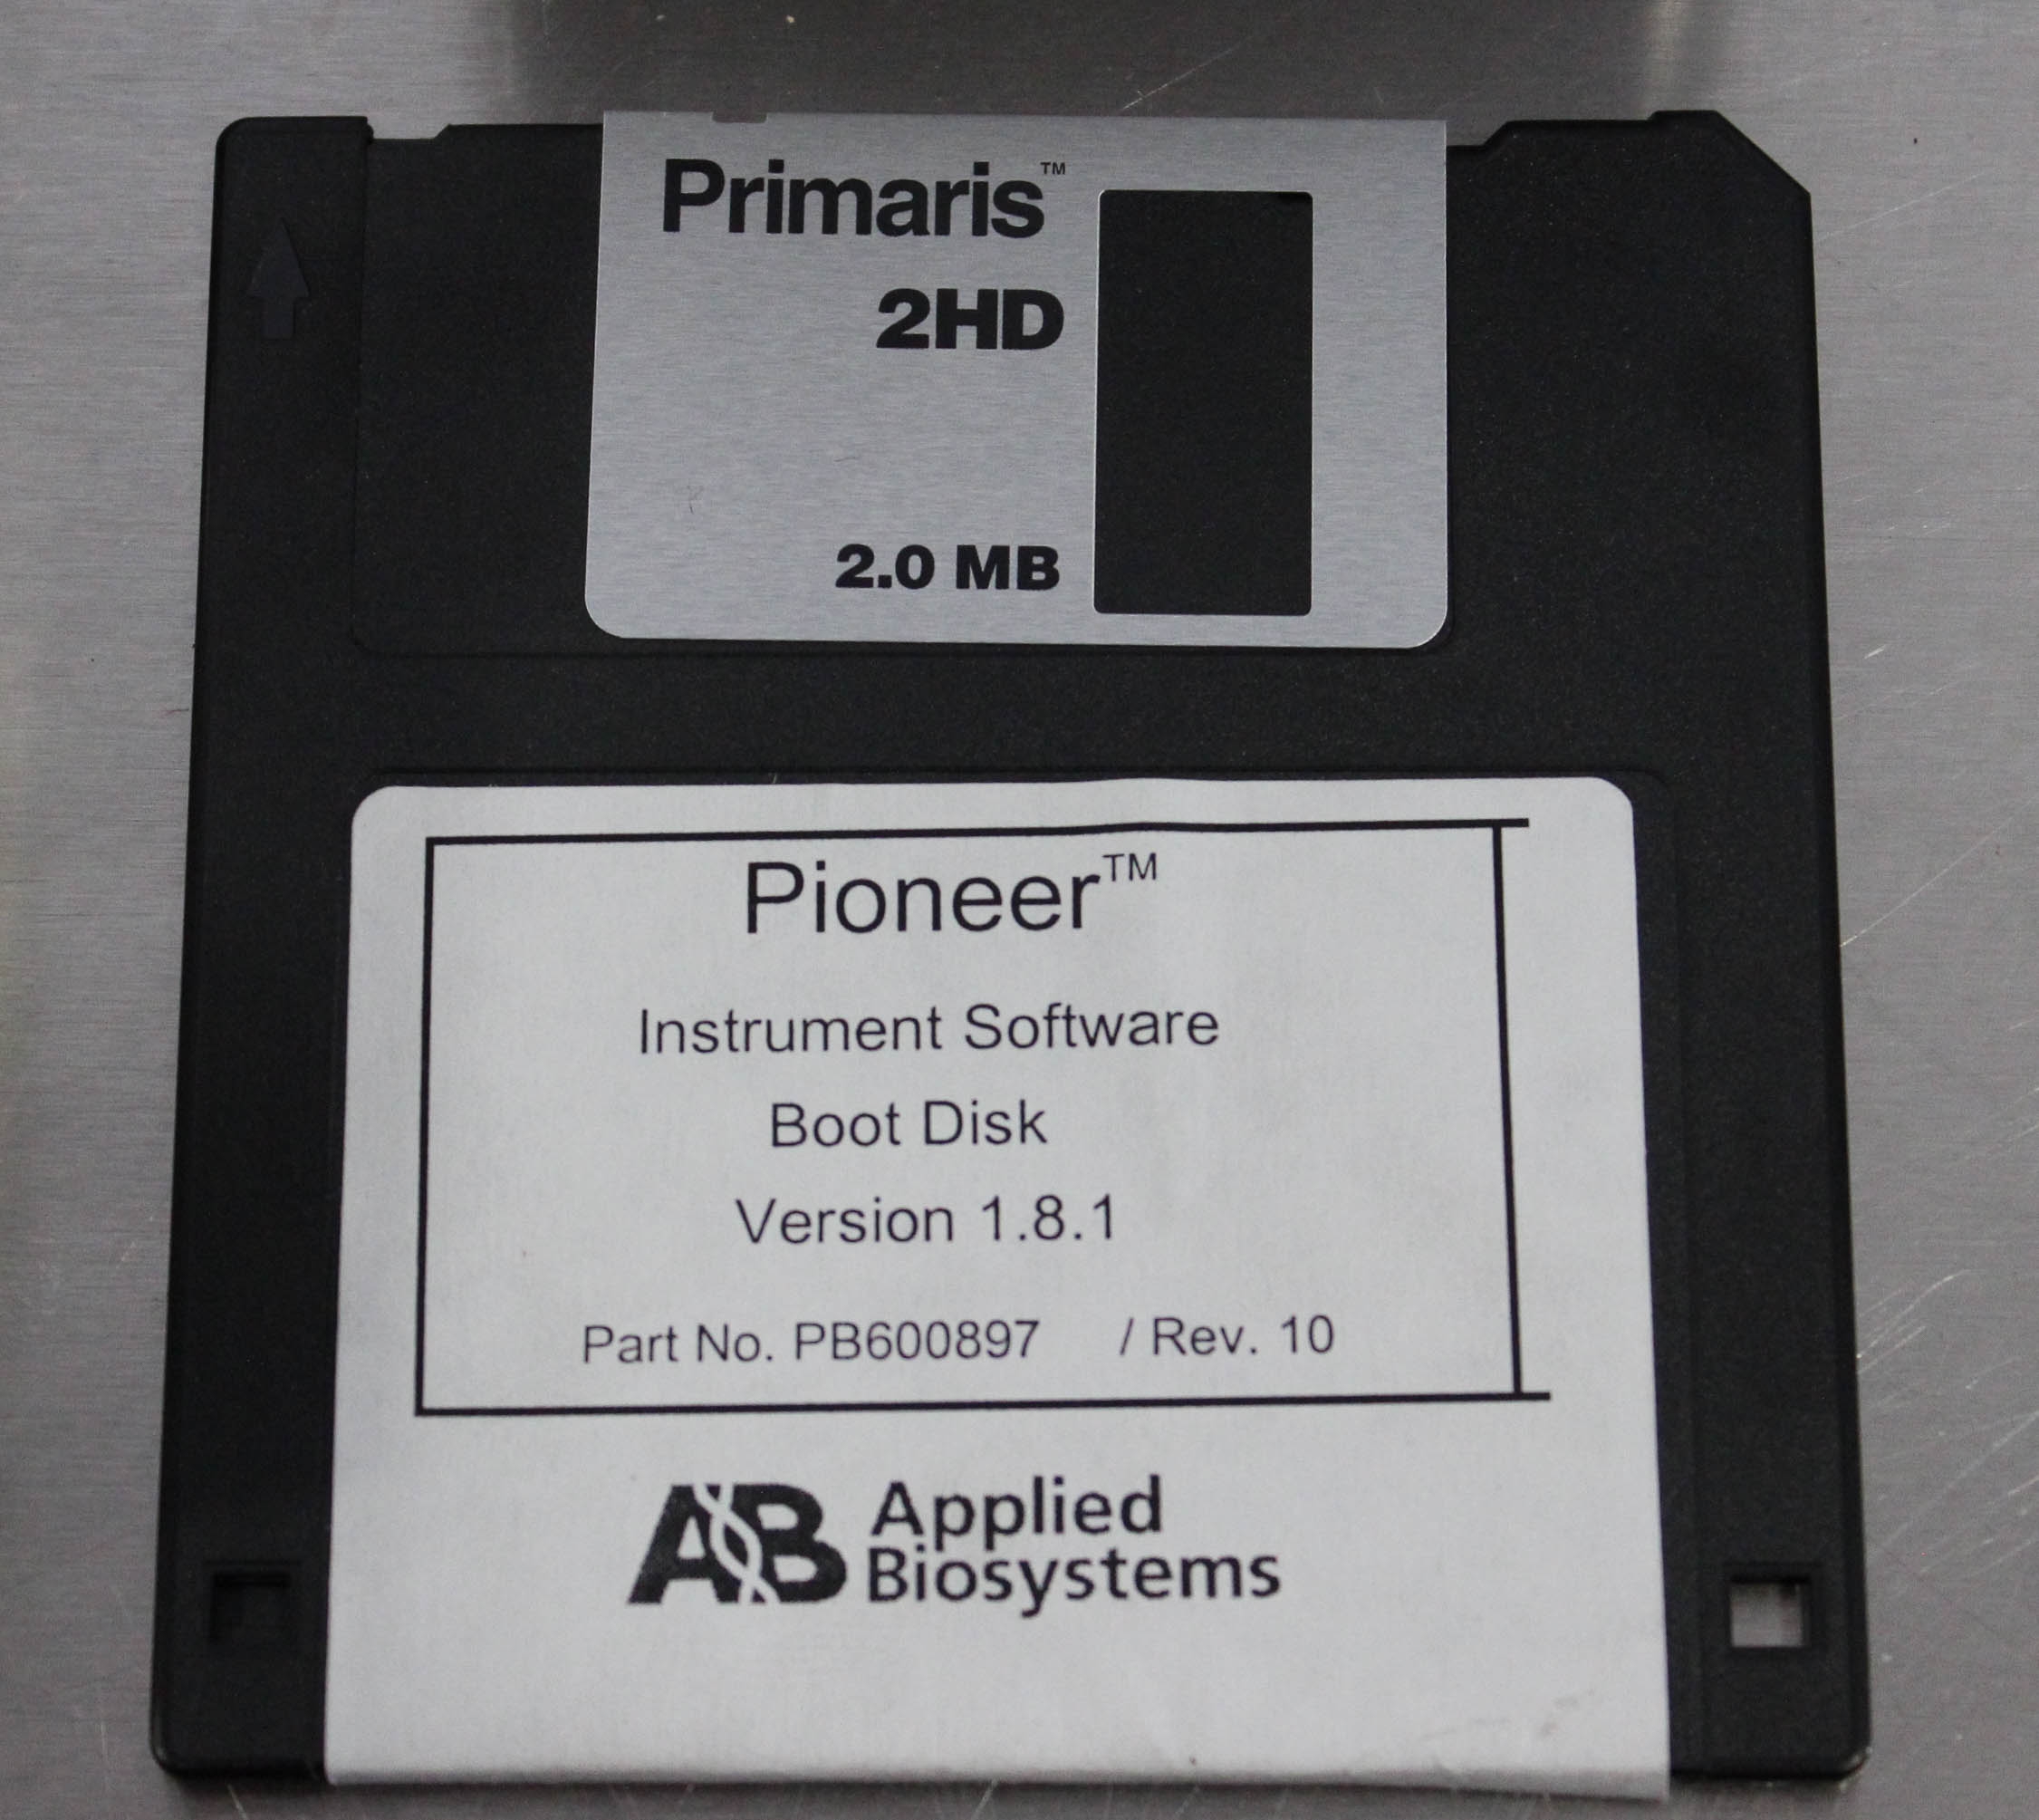 Primaris™
2HD
2.0 MB
Pioneer™
Instrument Software
Boot Disk
Version 1.8.1
Part No. PB600897 / Rev. 10
AB Applied
Biosystems